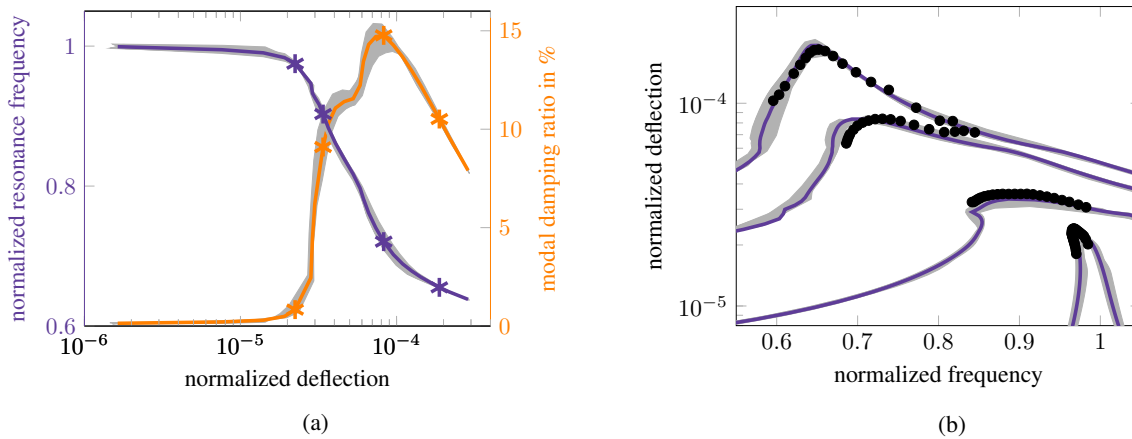 normalized resonance frequency
1
0.8
0.6
10⁻⁶
10⁻⁵
10⁻⁴
normalized deflection
15
10
5
0
modal damping ratio in %
(a)
normalized deflection
10⁻⁴
10⁻⁵
0.6
0.7
0.8
0.9
1
normalized frequency
(b)